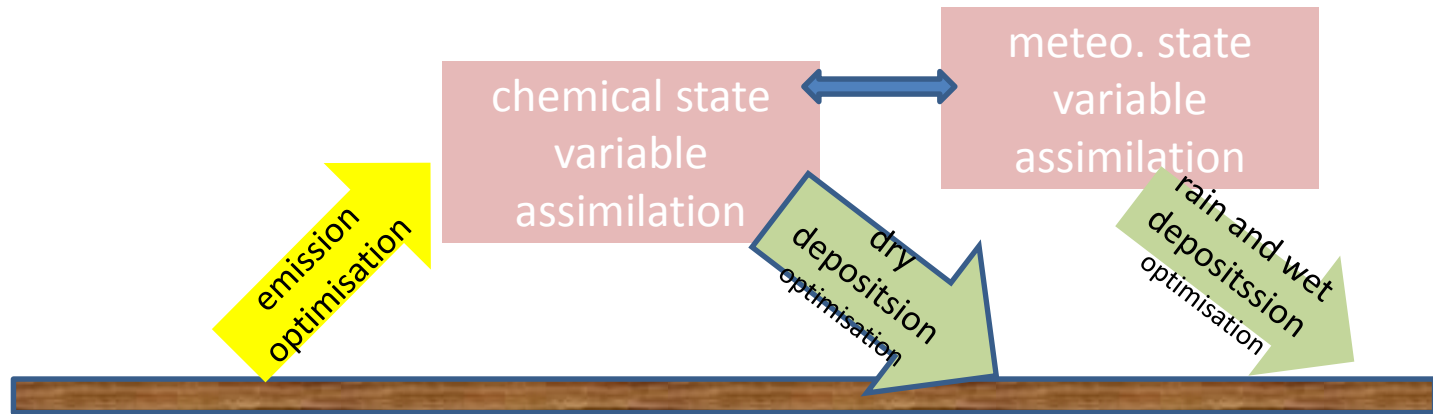 chemical state
variable
assimilation
meteo. state
variable
assimilation
emission
optimisation
dry
depositsion
optimisation
rain and wet
depositssion
optimisation